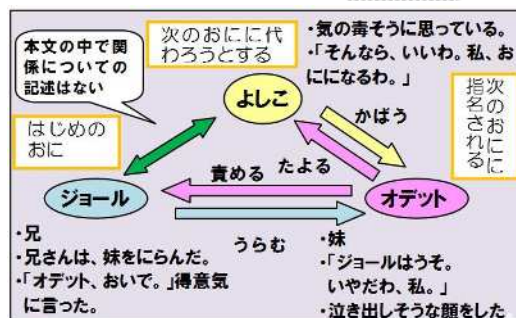 本文の中で関
係についての
記述はない
次のおにに代
わろうとする
・気の毒そうに思っている。
・「そんなら、いいわ。私、お
にになるわ。」
よしこ
かばう
次のおにに
指名される
はじめの
おに
責める
たよる
ジョール
オデット
うらむ
・兄
・兄さんは、妹をにらんだ。
・「オデット、おいで。」得意気
に言った。
・妹
・「ジョールはうそ。
いやだわ、私。」
・泣き出しそうな顔をした